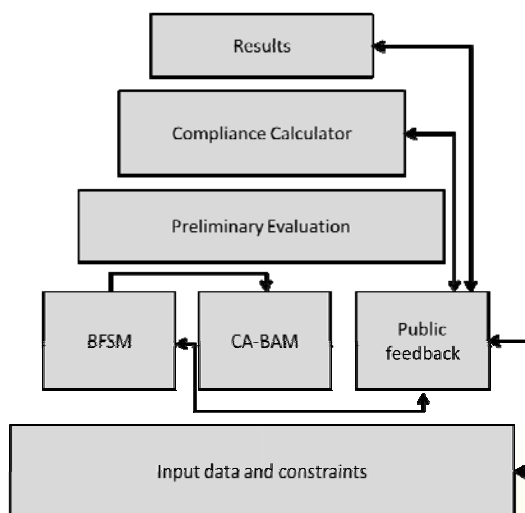 Results
Compliance Calculator
Preliminary Evaluation
BFSM
CA-BAM
Public
feedback
Input data and constraints